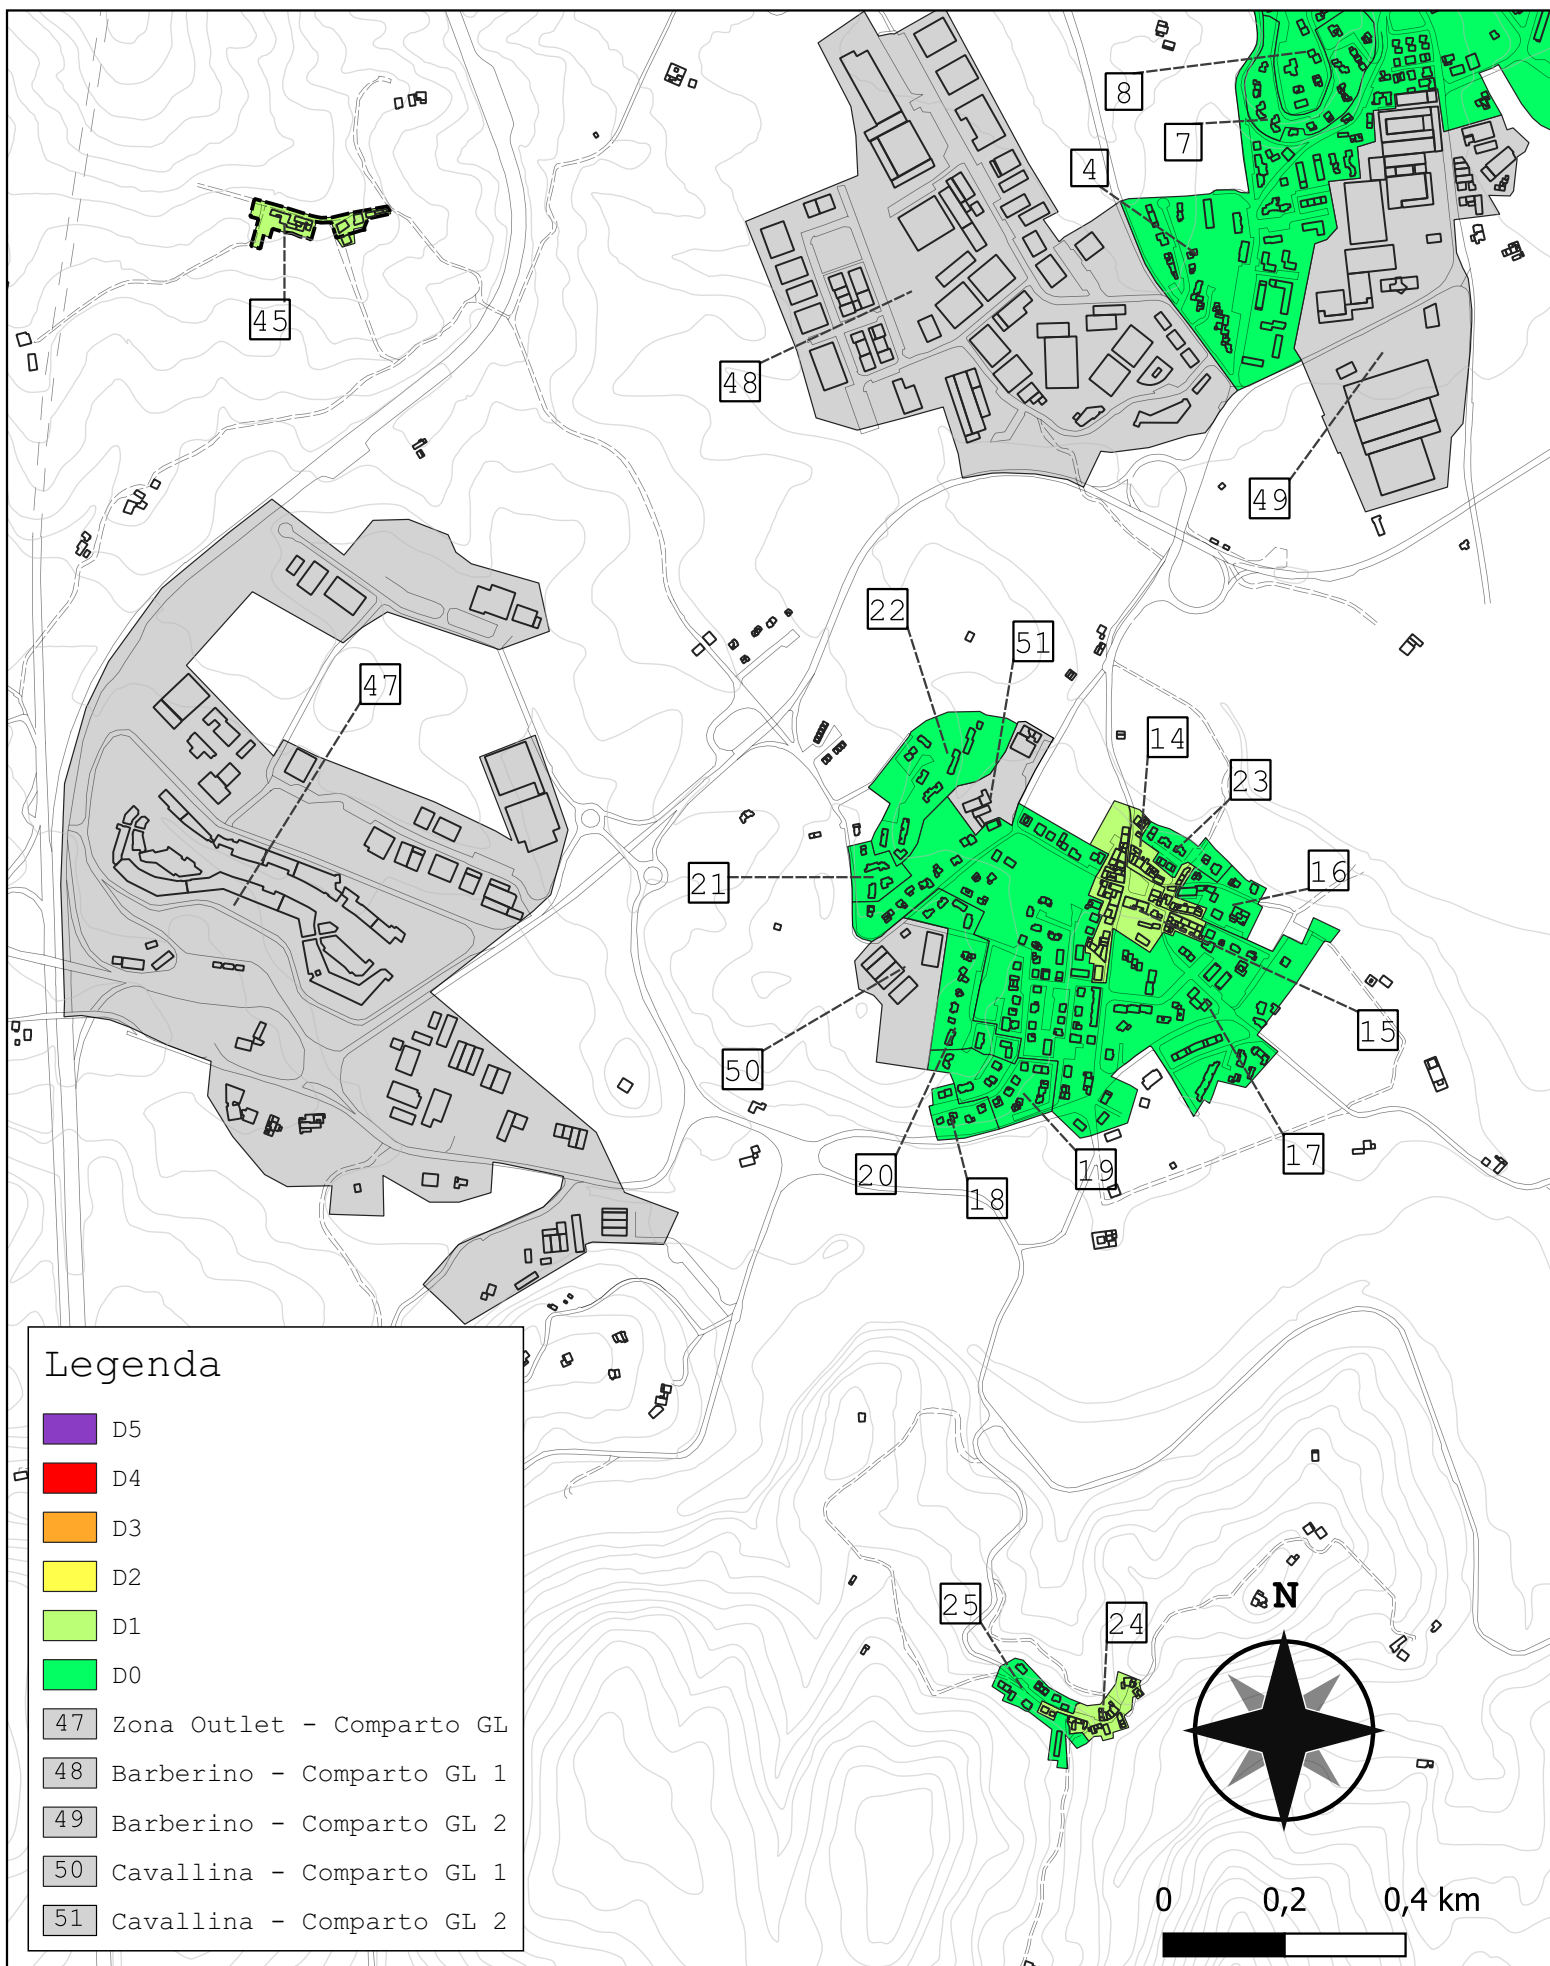 8
7
4
45
48
49
22
51
47
14
23
16
21
15
50
17
20
19
18
25
24
N
Legenda
D5
D4
D3
D2
D1
D0
47 Zona Outlet - Comparto GL
48 Barberino - Comparto GL 1
49 Barberino - Comparto GL 2
50 Cavallina - Comparto GL 1
51 Cavallina - Comparto GL 2
0 0,2 0,4 km